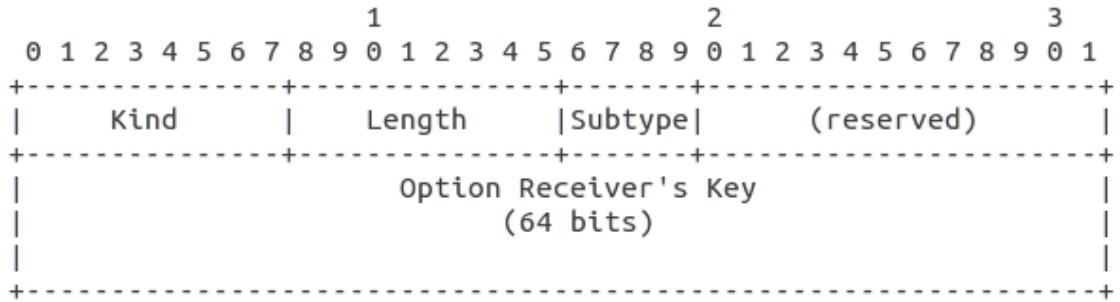 1                   2                   3
 0 1 2 3 4 5 6 7 8 9 0 1 2 3 4 5 6 7 8 9 0 1 2 3 4 5 6 7 8 9 0 1
+---------------+---------------+-------+-----------------------+
|     Kind      |    Length     |Subtype|      (reserved)       |
+---------------+---------------+-------+-----------------------+
|                      Option Receiver's Key                    |
|                            (64 bits)                          |
|                                                               |
+---------------------------------------------------------------+